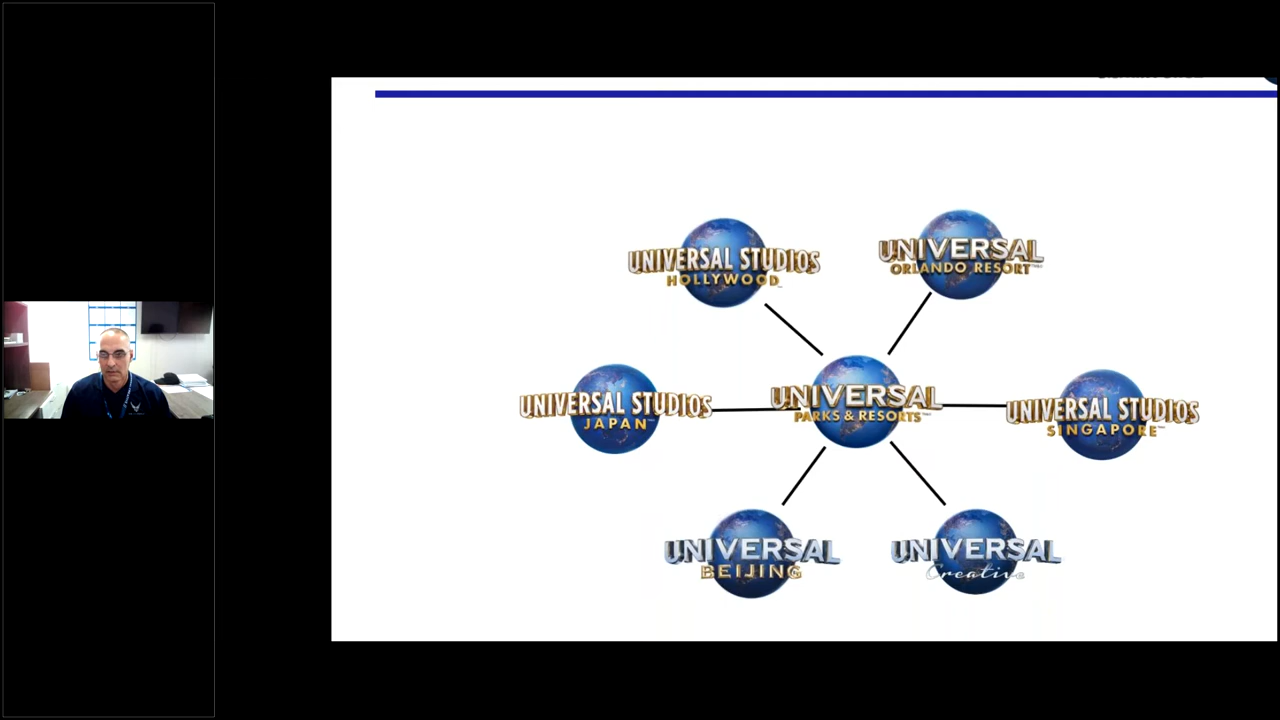 UNIVERSAL STUDIOS
HOLLYWOOD
UNIVERSAL
ORLANDO RESORT
UNIVERSAL STUDIOS
JAPAN
UNIVERSAL
PARKS & RESORTS
UNIVERSAL STUDIOS
SINGAPORE
UNIVERSAL
BEIJING
UNIVERSAL
Creative